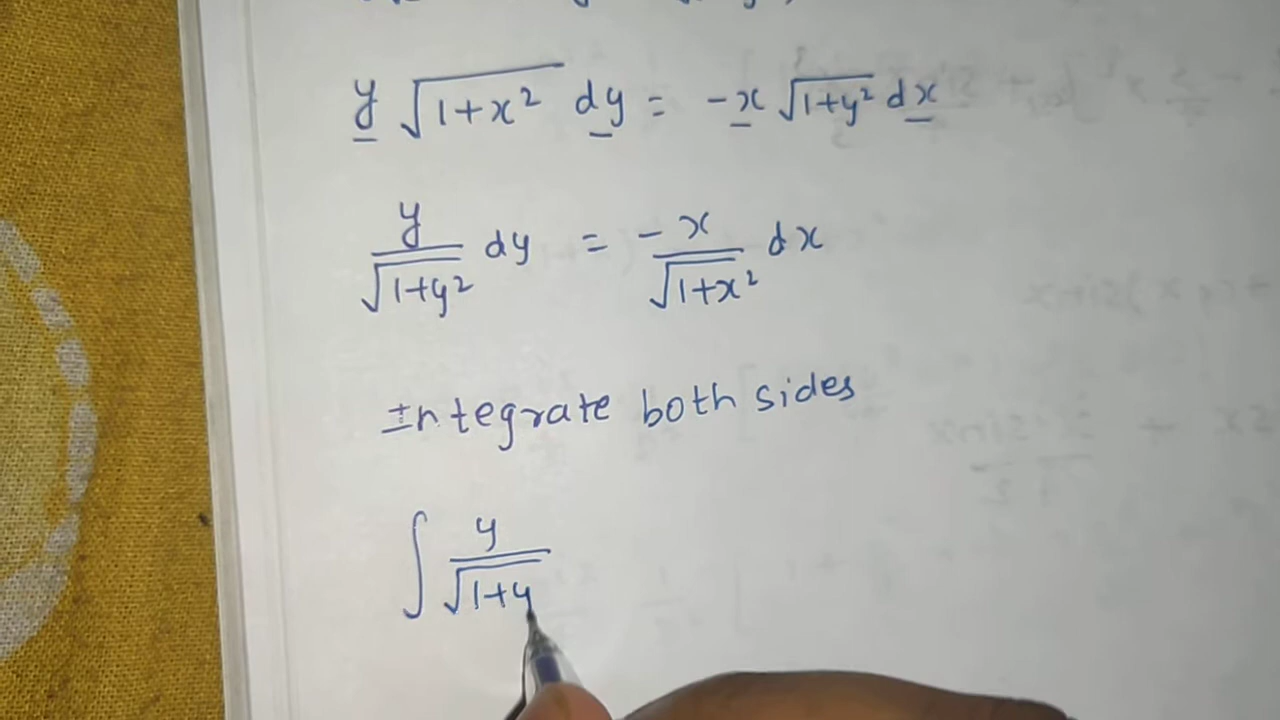 y √1+x² dy = -x √1+y² dx
y/√1+y² dy = -x/√1+x² dx
Integrate both sides
∫ y/√1+y